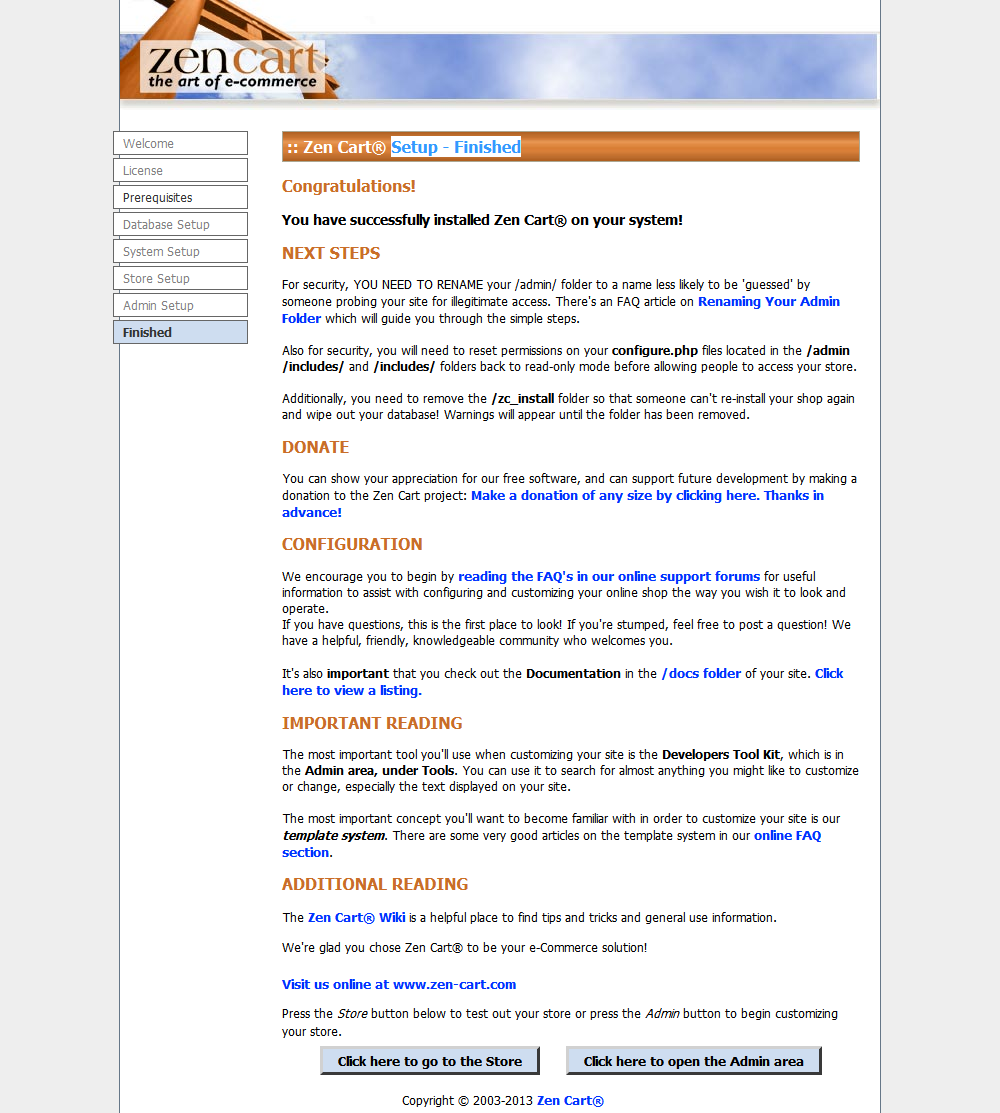 zencart
the art of e-commerce
Welcome
License
Prerequisites
Database Setup
System Setup
Store Setup
Admin Setup
Finished
:: Zen Cart® Setup - Finished
Congratulations!
You have successfully installed Zen Cart® on your system!
NEXT STEPS
For security, YOU NEED TO RENAME your /admin/ folder to a name less likely to be 'guessed' by
someone probing your site for illegitimate access. There's an FAQ article on Renaming Your Admin
Folder which will guide you through the simple steps.
Also for security, you will need to reset permissions on your configure.php files located in the /admin
/includes/ and /includes/ folders back to read-only mode before allowing people to access your store.
Additionally, you need to remove the /zc_install folder so that someone can't re-install your shop again
and wipe out your database! Warnings will appear until the folder has been removed.
DONATE
You can show your appreciation for our free software, and can support future development by making a
donation to the Zen Cart project: Make a donation of any size by clicking here. Thanks in
advance!
CONFIGURATION
We encourage you to begin by reading the FAQ's in our online support forums for useful
information to assist with configuring and customizing your online shop the way you wish it to look and
operate.
If you have questions, this is the first place to look! If you're stumped, feel free to post a question! We
have a helpful, friendly, knowledgeable community who welcomes you.
It's also important that you check out the Documentation in the /docs folder of your site. Click
here to view a listing.
IMPORTANT READING
The most important tool you'll use when customizing your site is the Developers Tool Kit, which is in
the Admin area, under Tools. You can use it to search for almost anything you might like to customize
or change, especially the text displayed on your site.
The most important concept you'll want to become familiar with in order to customize your site is our
template system. There are some very good articles on the template system in our online FAQ
section.
ADDITIONAL READING
The Zen Cart® Wiki is a helpful place to find tips and tricks and general use information.
We're glad you chose Zen Cart® to be your e-Commerce solution!
Visit us online at www.zen-cart.com
Press the Store button below to test out your store or press the Admin button to begin customizing
your store.
Click here to go to the Store
Click here to open the Admin area
Copyright © 2003-2013 Zen Cart®